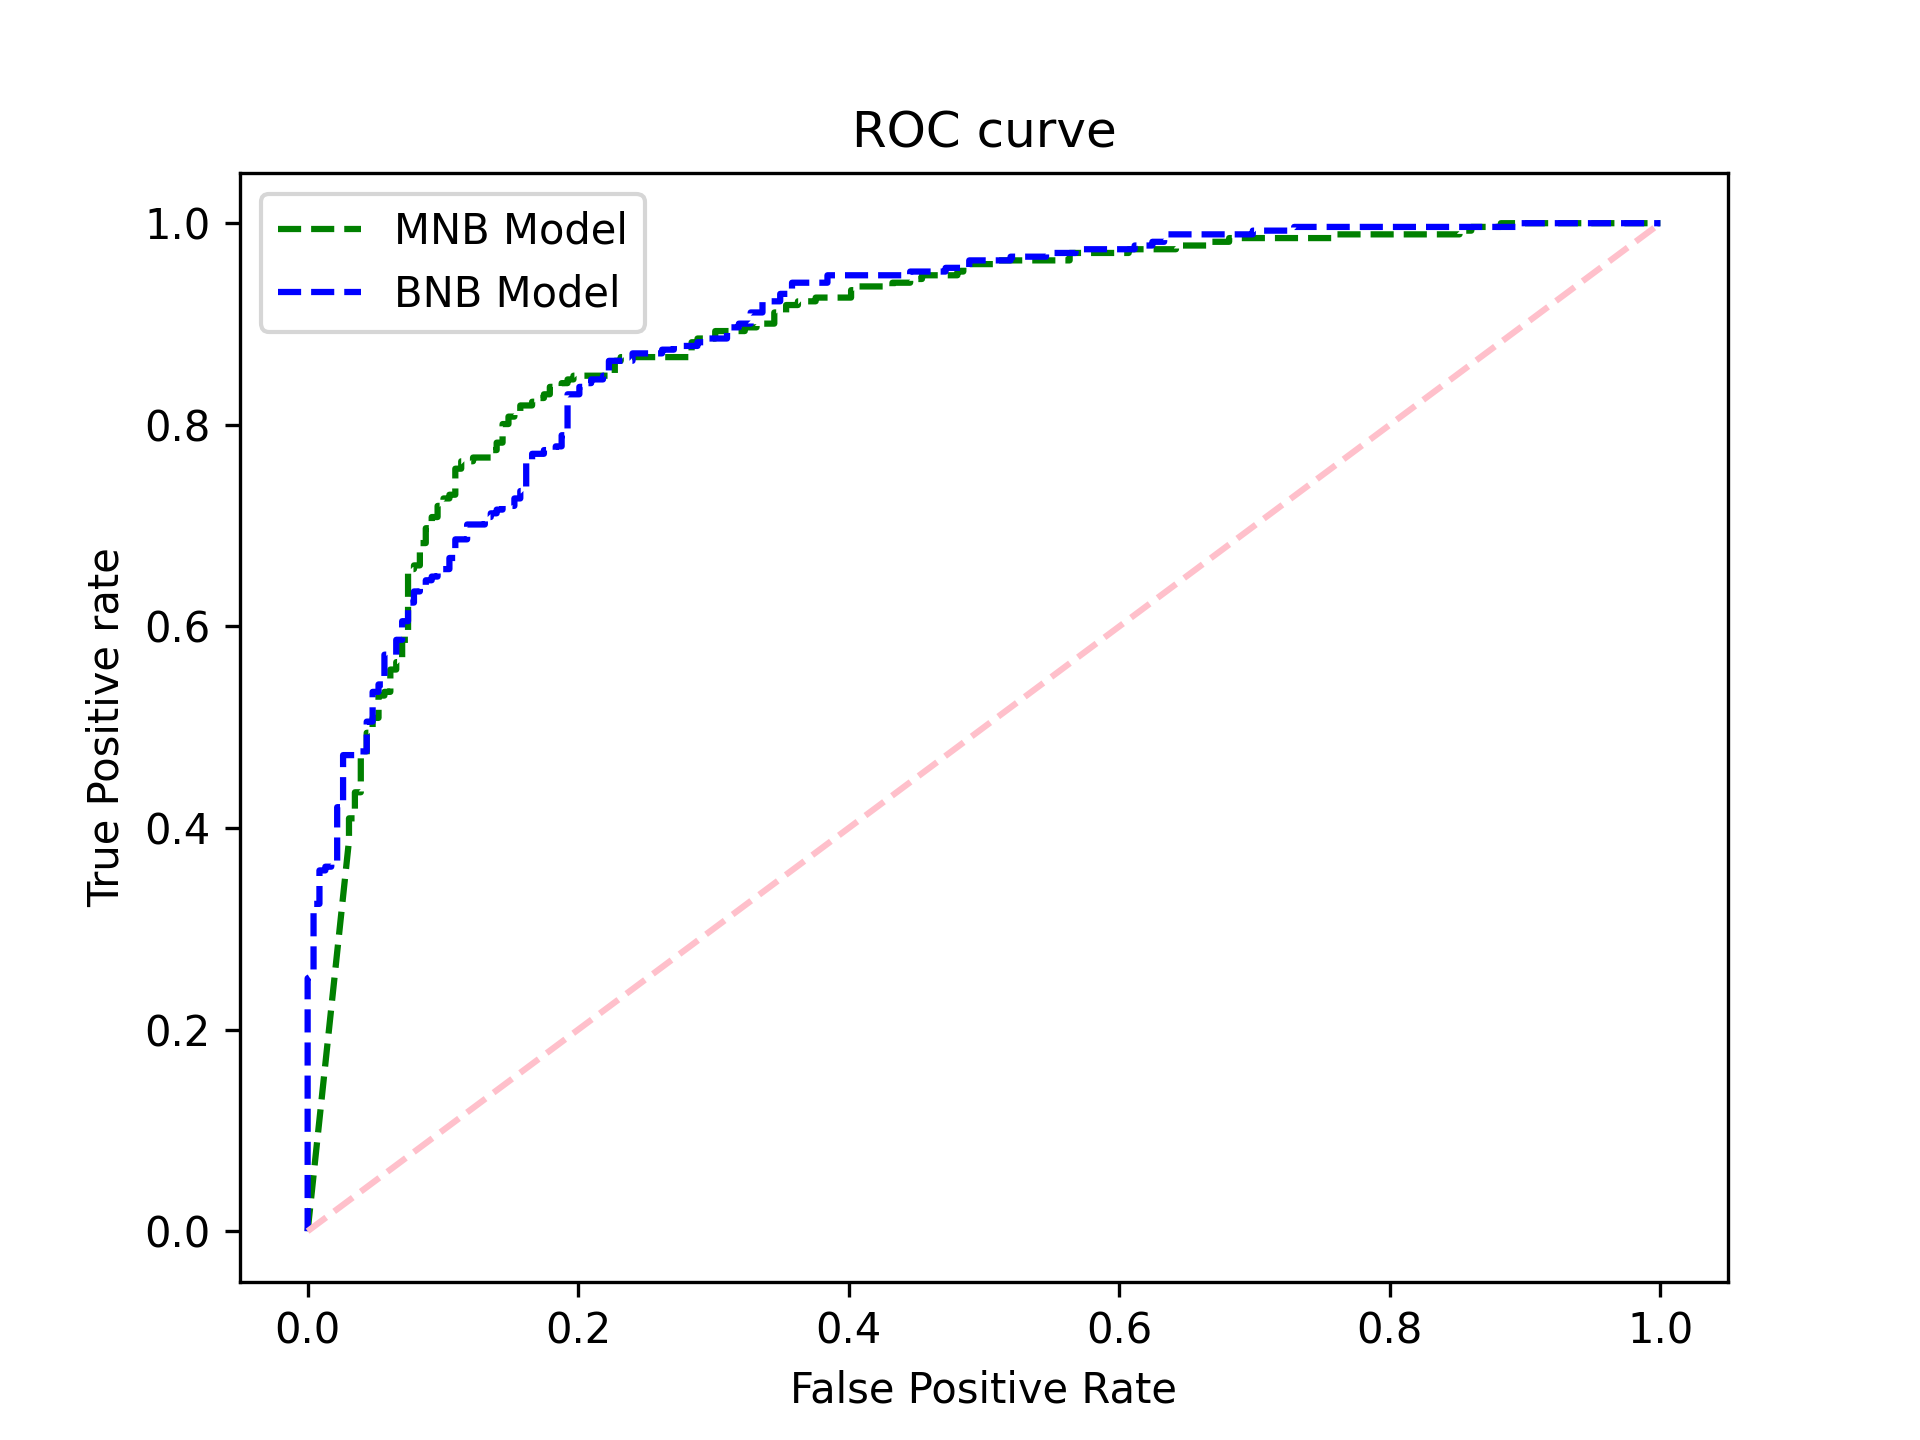 ROC curve
MNB Model
BNB Model
True Positive rate
1.0
0.8
0.6
0.4
0.2
0.0
0.0 0.2 0.4 0.6 0.8 1.0
False Positive Rate